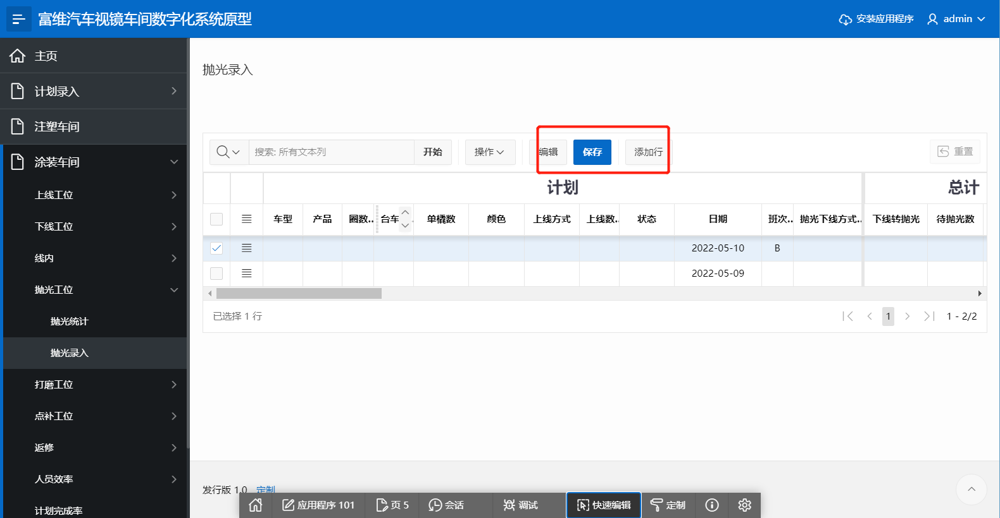 富维汽车视镜车间数字化系统原型
安装应用程序
admin
主页
计划录入
注塑车间
涂装车间
上线工位
下线工位
线内
抛光工位
抛光统计
抛光录入
打磨工位
点补工位
返修
人员效率
计划完成率
抛光录入
搜索: 所有文本列
开始
操作
编辑
保存
添加行
重置
计划
总计
车型 产品 圈数.. 台车 . 单橇数 颜色 上线方式 上线数.. 状态 日期 班次.. 抛光下线方式.. 下线转抛光 待抛光数
2022-05-10 B
2022-05-09
已选择 1 行
1
1 - 2/2
发行版 1.0 定制
应用程序 101
页 5
会话
调试
快速编辑
定制